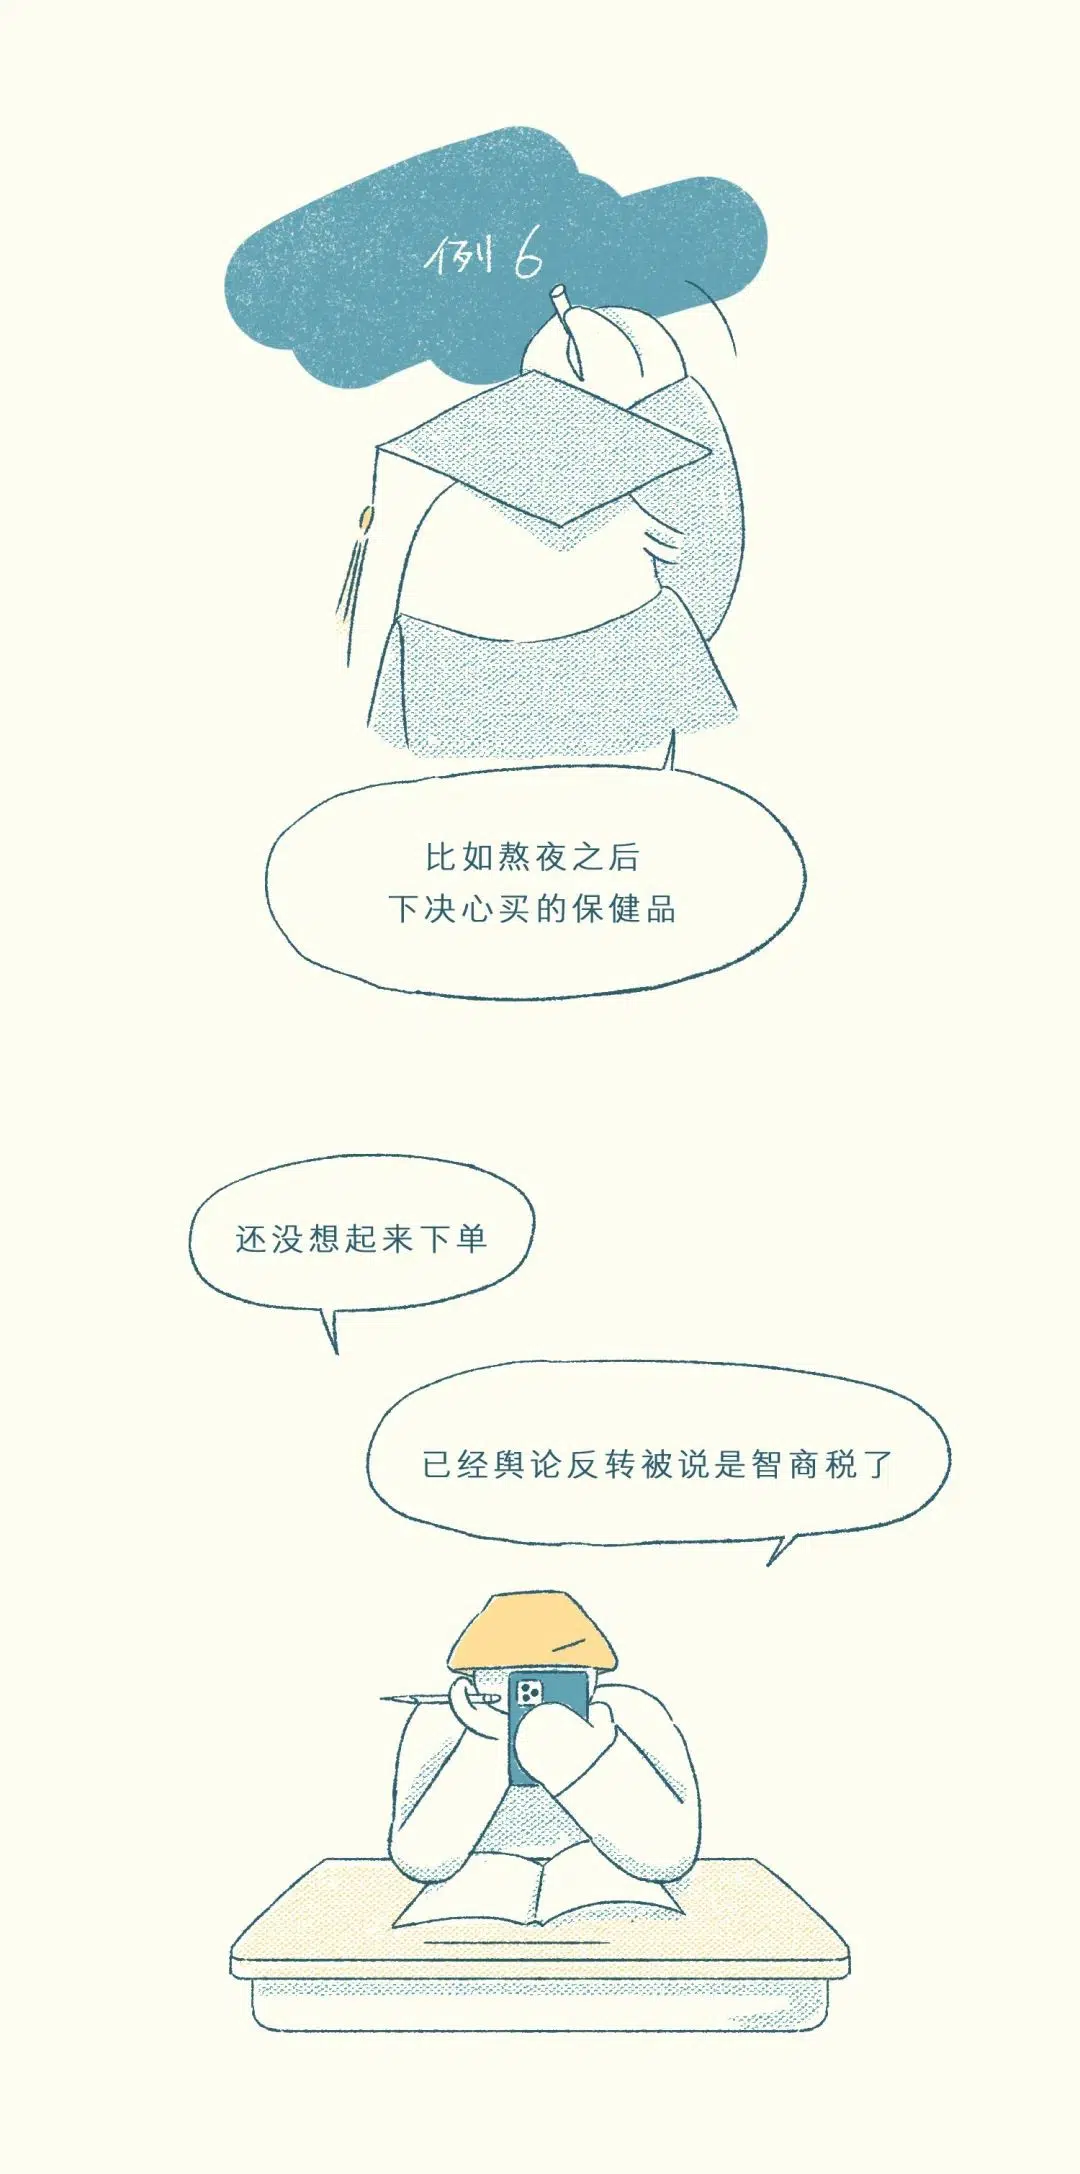 例6
比如熬夜之后
下决心买的保健品
还没想起来下单
已经舆论反转被说是智商税了